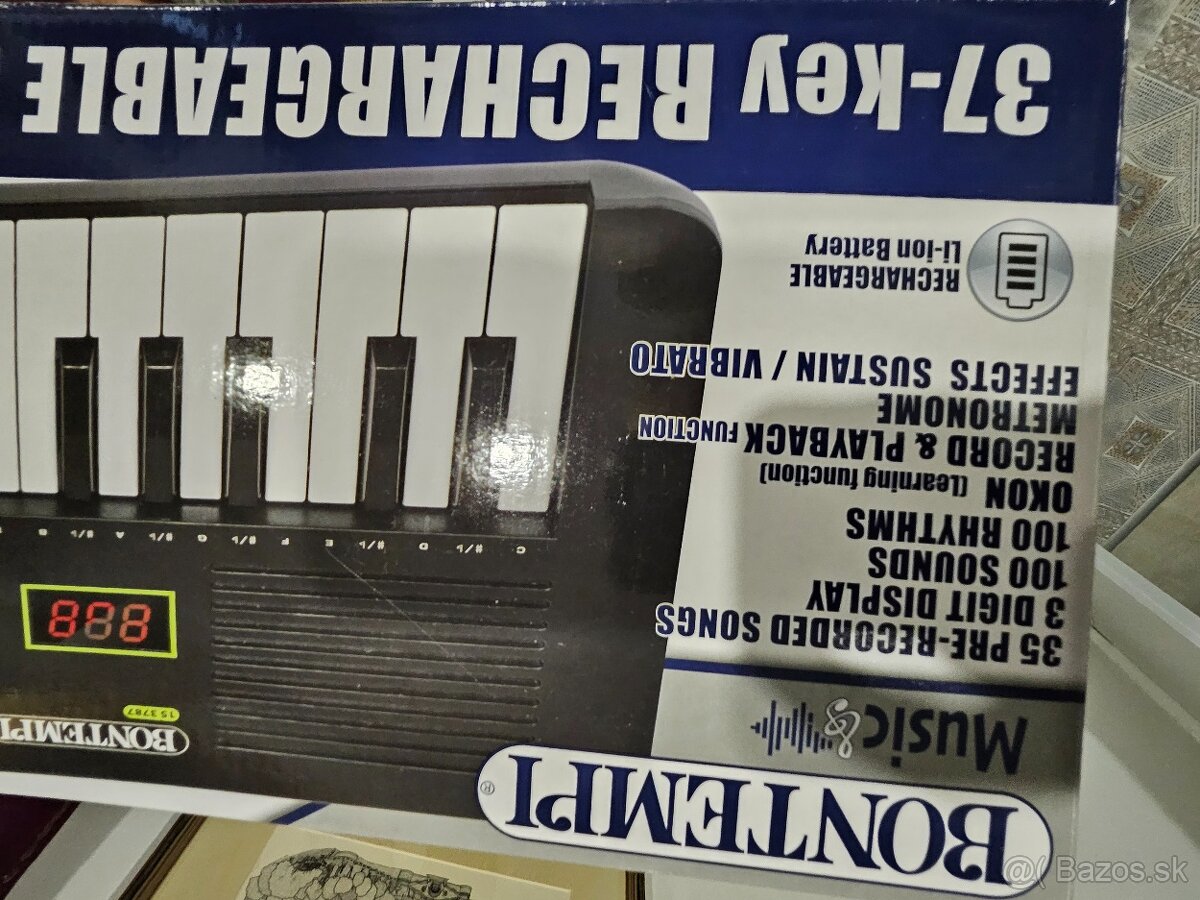 BONTEMPI®
Music
35 PRE-RECORDED SONGS
3 DIGIT DISPLAY
100 SOUNDS
100 RHYTHMS
OKON (Learning function)
RECORD & PLAYBACK FUNCTION
METRONOME
EFFECTS SUSTAIN / VIBRATO
RECHARGEABLE
Li-ion Battery
BONTEMPI
15 3787
888
C #/b D #/b E F #/b G #/b A #/b B
37-key RECHARGEABLE
@( Bazos.sk